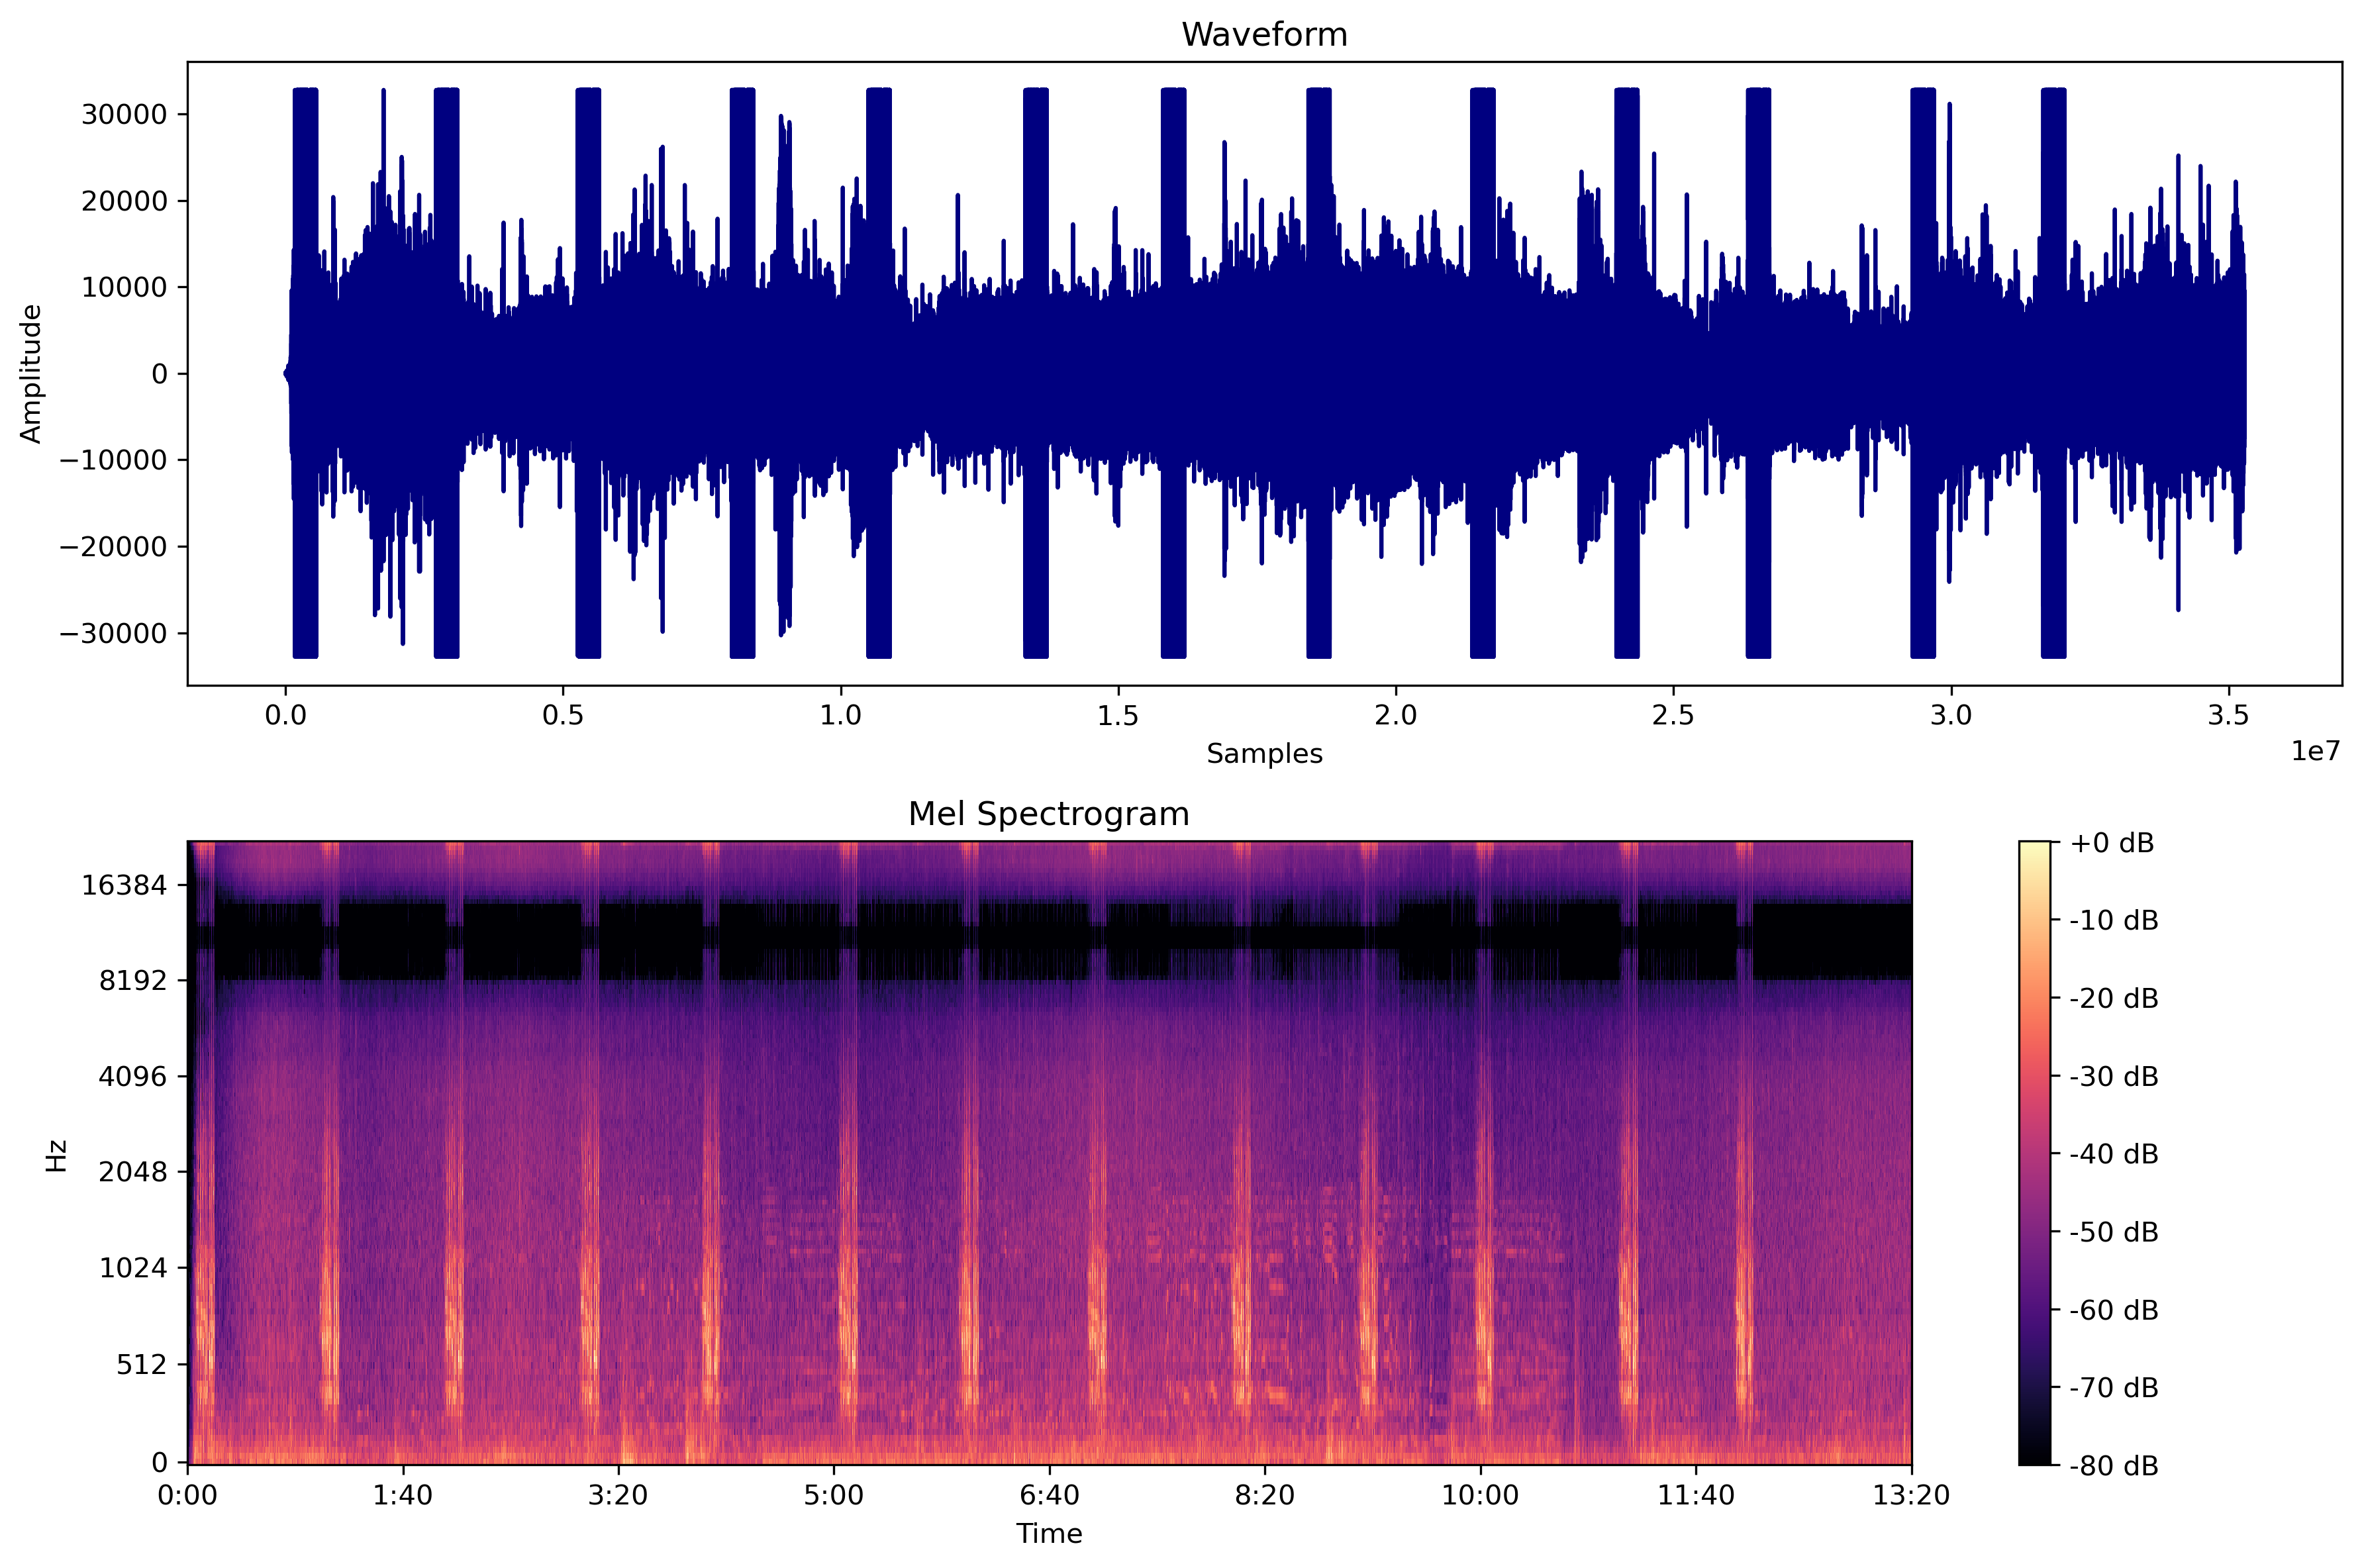 Waveform
30000
20000
10000
0
−10000
−20000
−30000
Amplitude
0.0 0.5 1.0 1.5 2.0 2.5 3.0 3.5
Samples
1e7
Mel Spectrogram
16384
8192
4096
2048
1024
512
0
Hz
0:00 1:40 3:20 5:00 6:40 8:20 10:00 11:40 13:20
Time
+0 dB
-10 dB
-20 dB
-30 dB
-40 dB
-50 dB
-60 dB
-70 dB
-80 dB